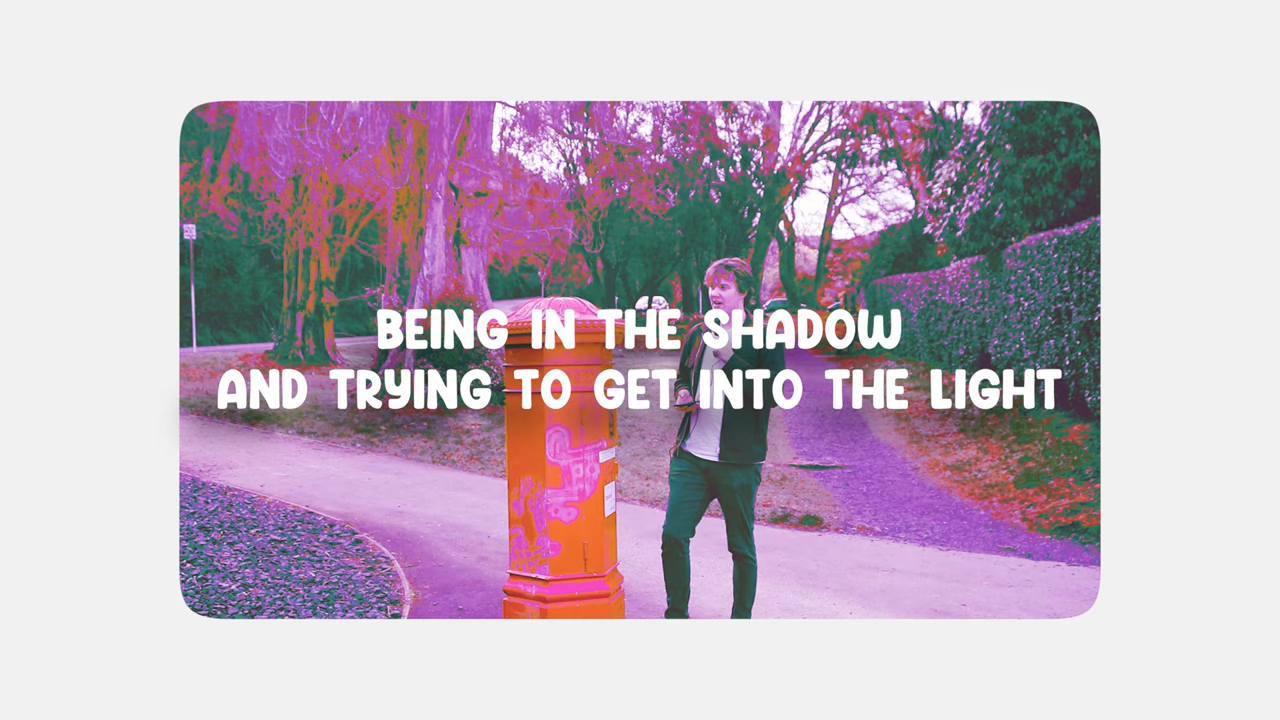 BEING IN THE SHADOW
AND TRYING TO GET INTO THE LIGHT